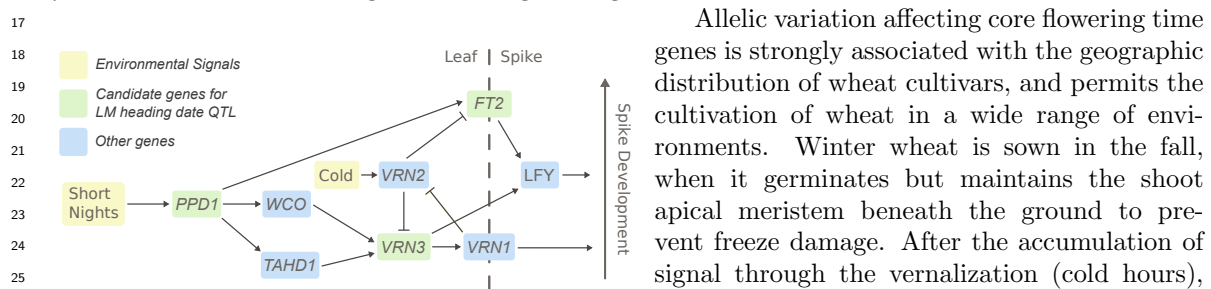 17
18
19
20
21
22
23
24
25
Environmental Signals
Candidate genes for
LM heading date QTL
Other genes
Leaf
Spike
FT2
Cold
VRN2
LFY
Short
Nights
PPD1
WCO
VRN3
VRN1
TAHD1
Spike Development
Allelic variation affecting core flowering time
genes is strongly associated with the geographic
distribution of wheat cultivars, and permits the
cultivation of wheat in a wide range of envi-
ronments. Winter wheat is sown in the fall,
when it germinates but maintains the shoot
apical meristem beneath the ground to pre-
vent freeze damage. After the accumulation of
signal through the vernalization (cold hours),